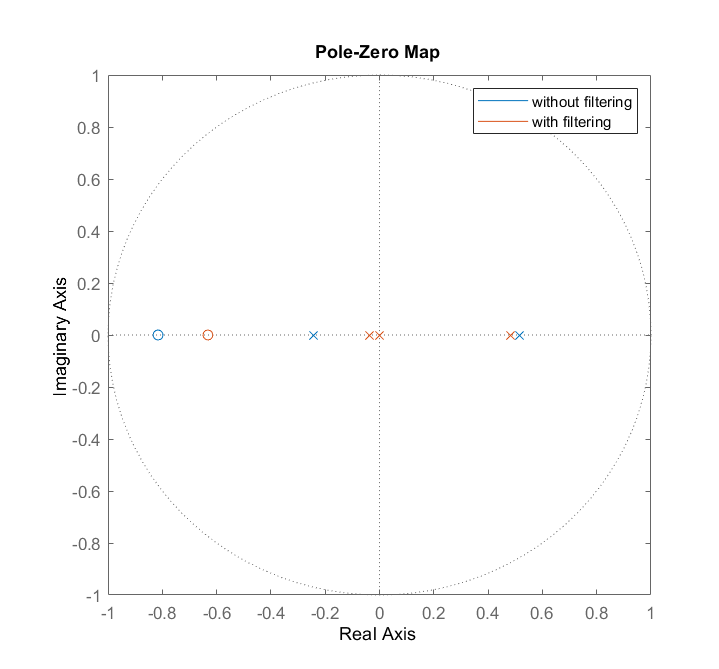 Pole-Zero Map
without filtering
with filtering
Imaginary Axis
1
0.8
0.6
0.4
0.2
0
-0.2
-0.4
-0.6
-0.8
-1
-1 -0.8 -0.6 -0.4 -0.2 0 0.2 0.4 0.6 0.8 1
Real Axis